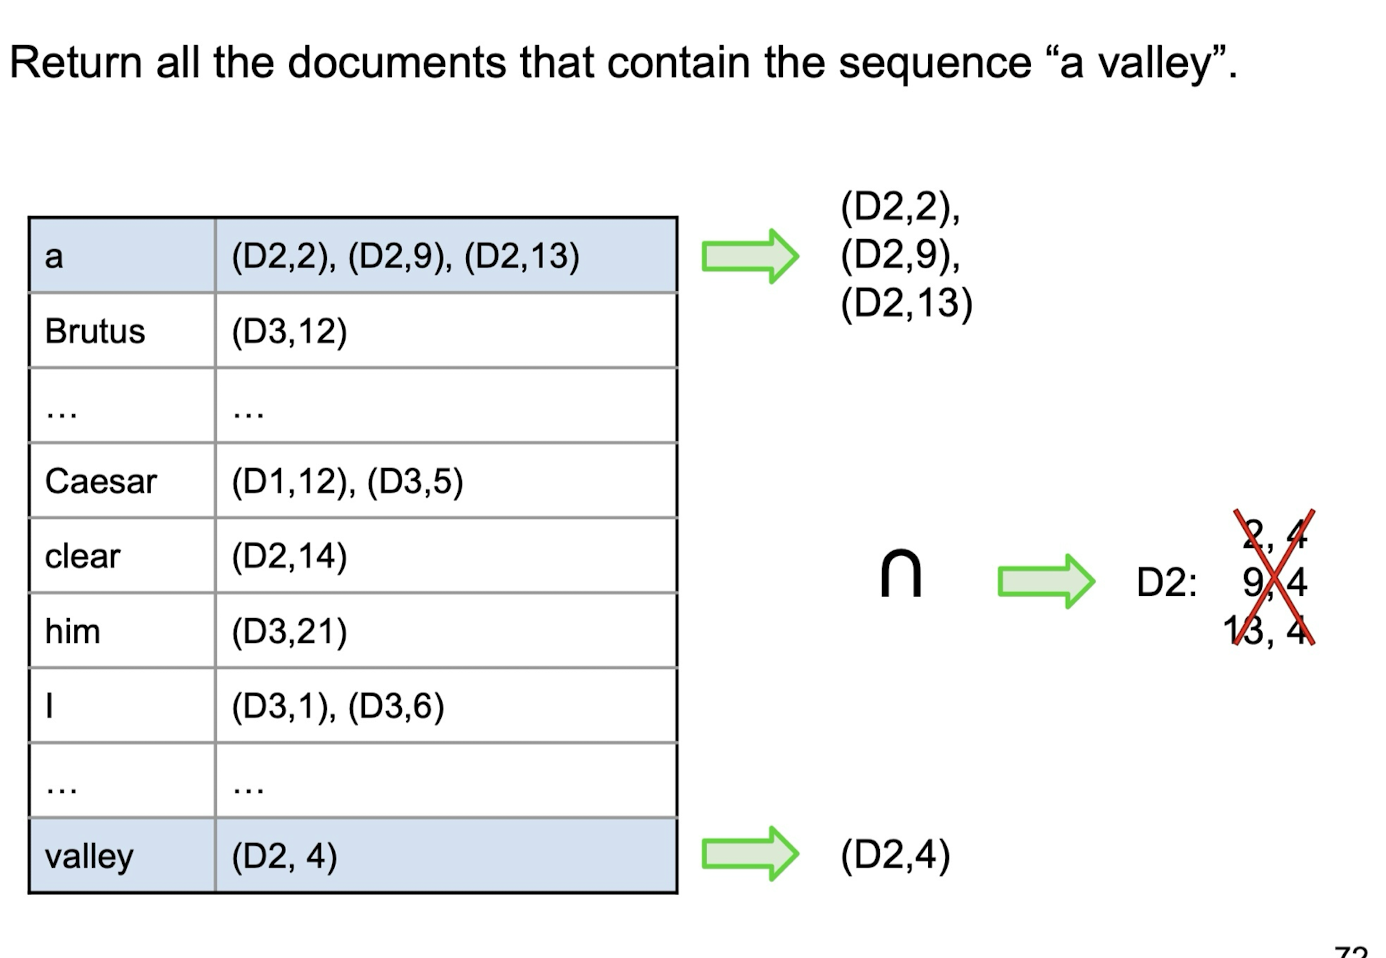 Return all the documents that contain the sequence “a valley”.
a (D2,2), (D2,9), (D2,13)
Brutus (D3,12)
... ...
Caesar (D1,12), (D3,5)
clear (D2,14)
him (D3,21)
I (D3,1), (D3,6)
... ...
valley (D2, 4)
(D2,2),
(D2,9),
(D2,13)
∩
(D2,4)
D2:
2, 4
9, 4
13, 4